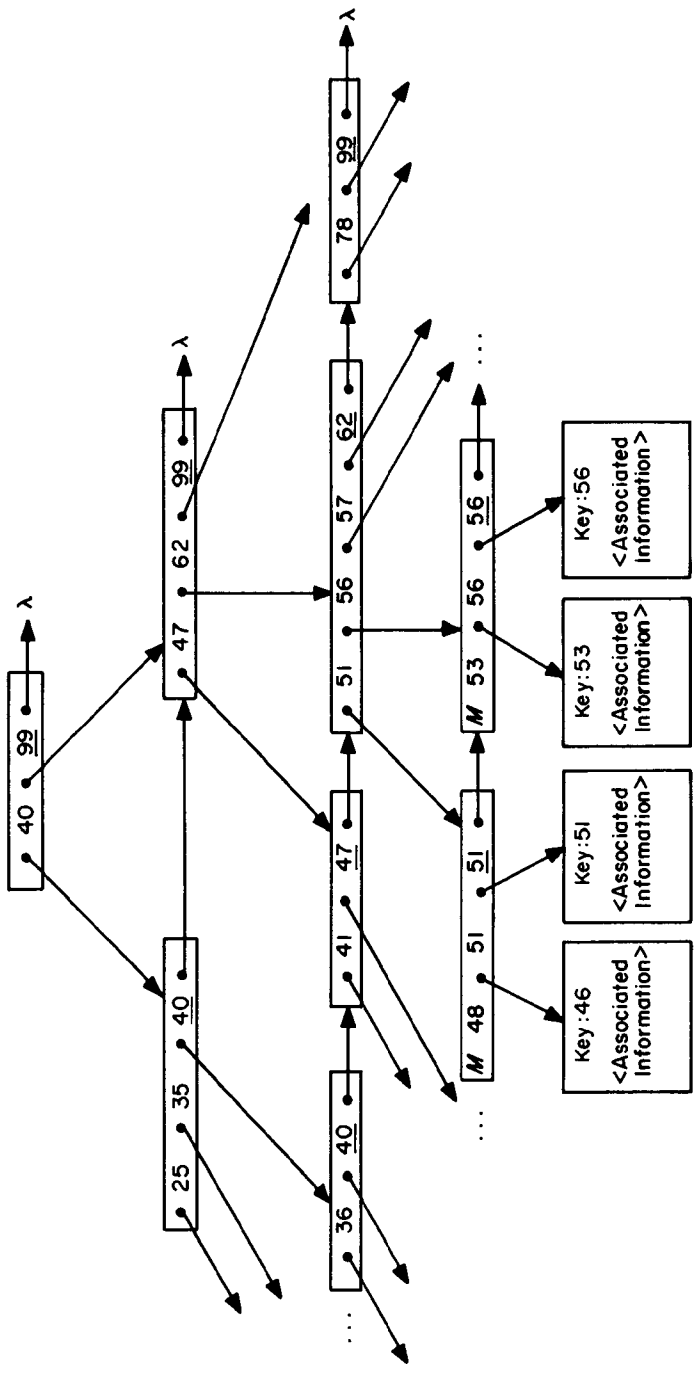 40 99 λ
25 35 40
47 62 99 λ
.... 36 40
41 47
51 56 57 62
78 99 λ
... M 48 51 51
M 53 56 56 ...
Key:46
<Associated
Information>
Key:51
<Associated
Information>
Key:53
<Associated
Information>
Key:56
<Associated
Information>